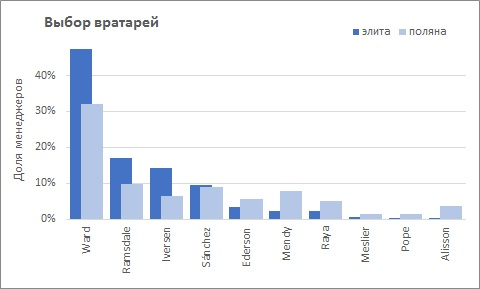 Выбор вратарей
элита
поляна
Доля менеджеров
40%
30%
20%
10%
0%
Ward
Ramsdale
Iversen
Sánchez
Ederson
Mendy
Raya
Meslier
Pope
Alisson